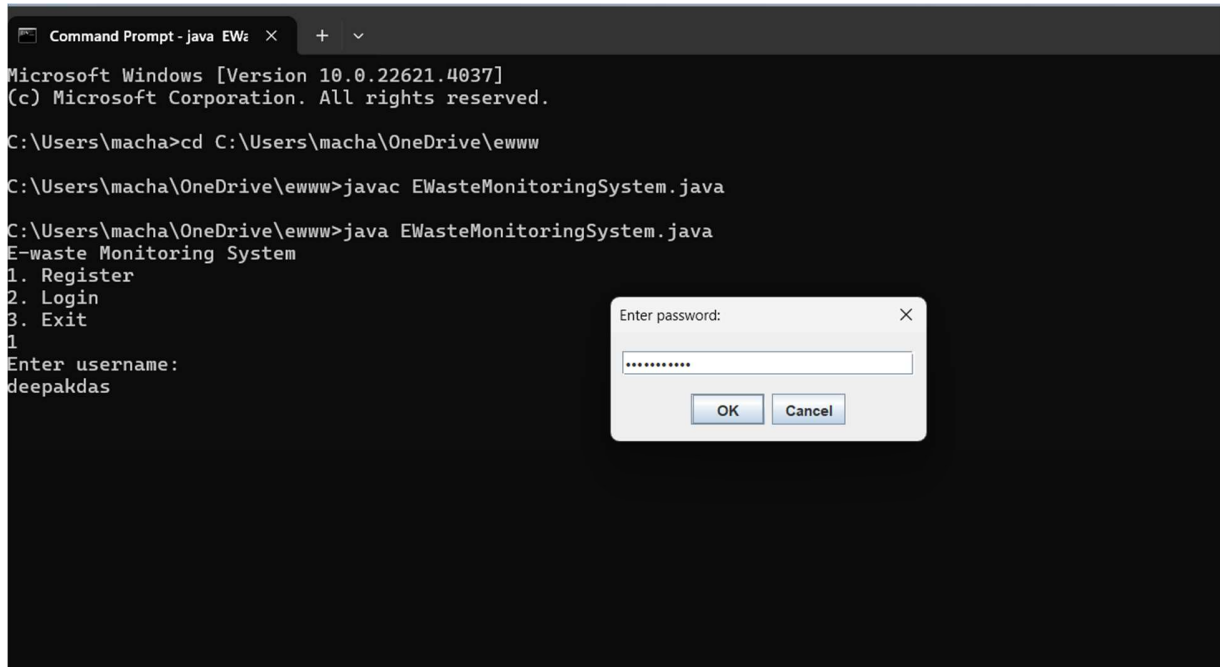 Command Prompt - java EWa
Microsoft Windows [Version 10.0.22621.4037]
(c) Microsoft Corporation. All rights reserved.
C:\Users\macha>cd C:\Users\macha\OneDrive\ewww
C:\Users\macha\OneDrive\ewww>javac EWasteMonitoringSystem.java
C:\Users\macha\OneDrive\ewww>java EWasteMonitoringSystem.java
E-waste Monitoring System
1. Register
2. Login
3. Exit
1
Enter username:
deepakdas
Enter password:
•••••••••••
OK Cancel